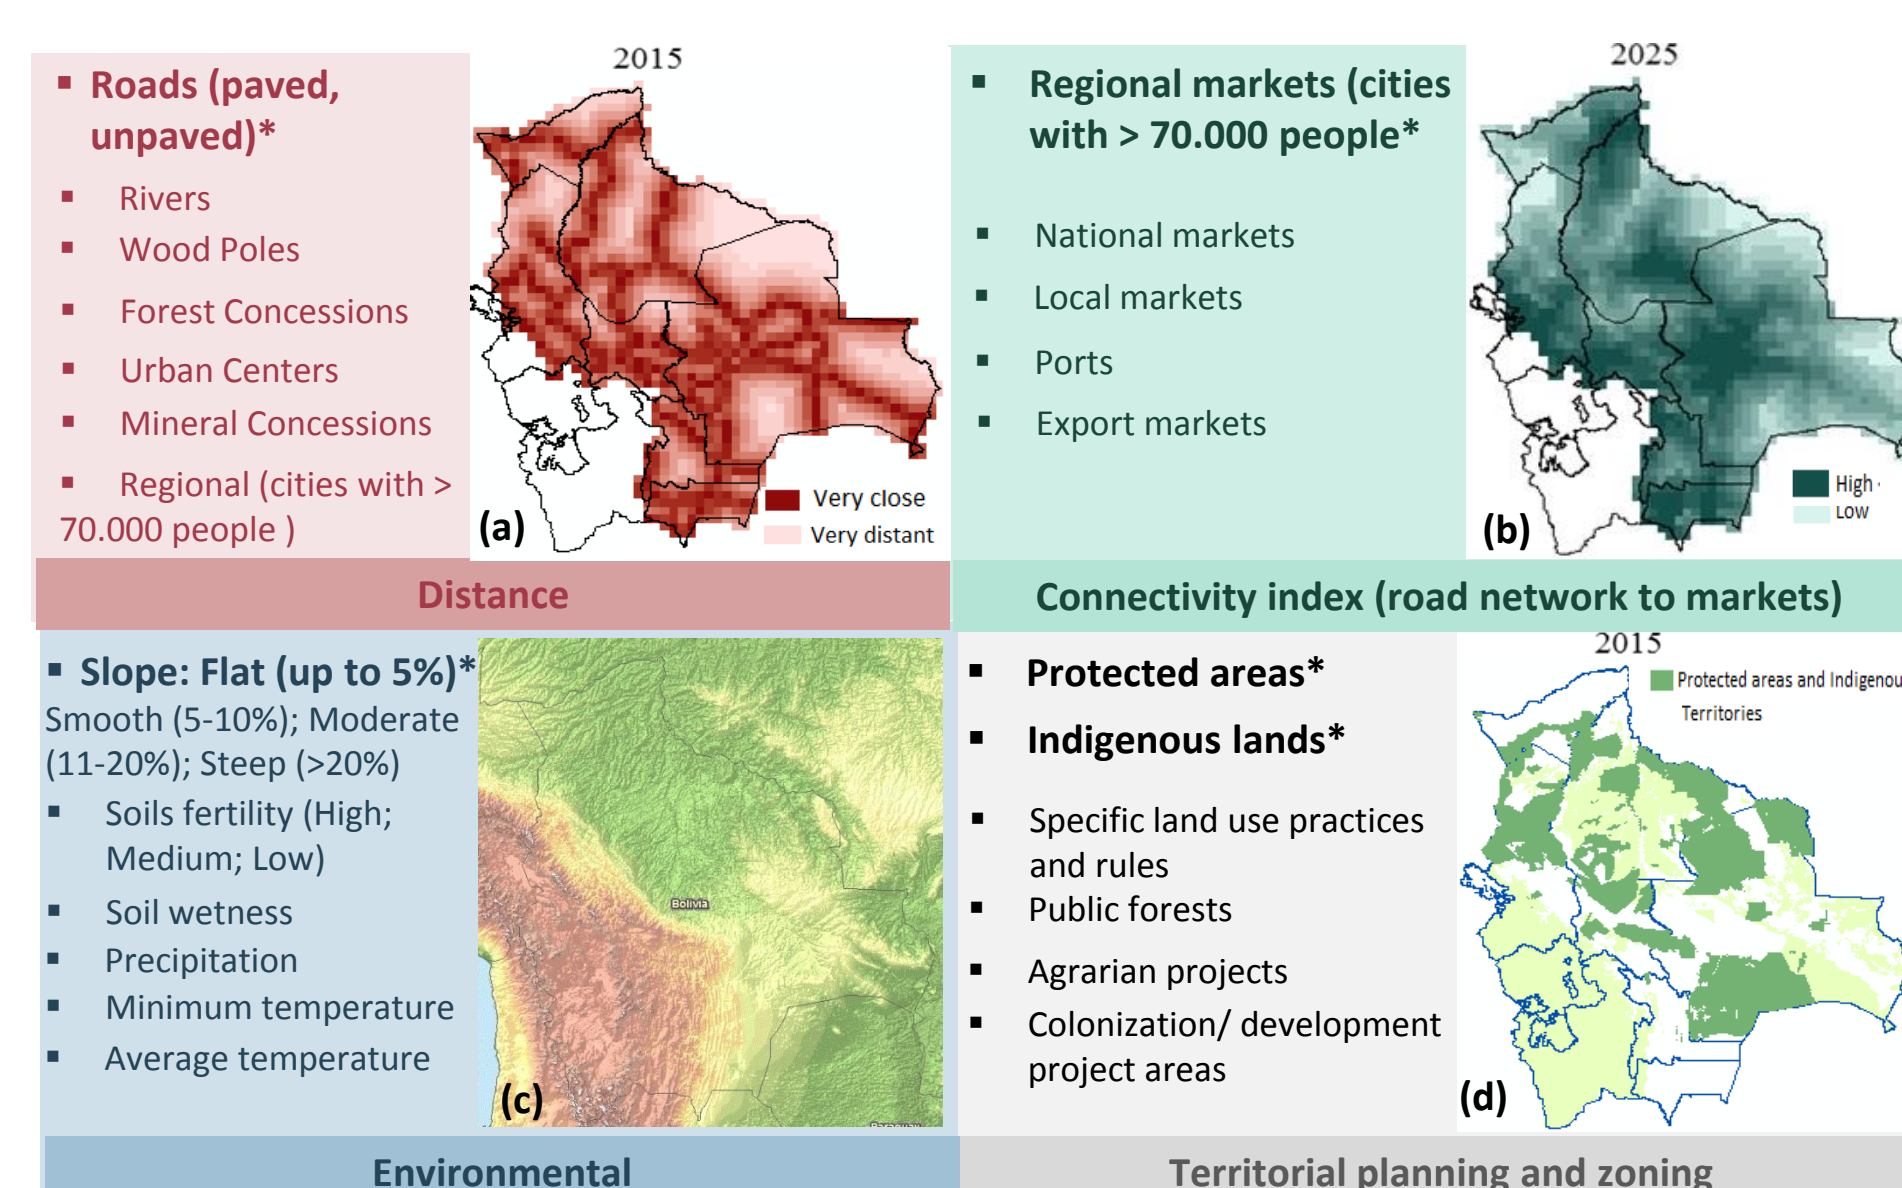 ▪ Roads (paved,
unpaved)*
▪ Rivers
▪ Wood Poles
▪ Forest Concessions
▪ Urban Centers
▪ Mineral Concessions
▪ Regional (cities with >
70.000 people )
2015
Very close
Very distant
(a)
Distance
▪ Regional markets (cities
with > 70.000 people*
▪ National markets
▪ Local markets
▪ Ports
▪ Export markets
2025
High
Low
(b)
Connectivity index (road network to markets)
▪ Slope: Flat (up to 5%)*
Smooth (5-10%); Moderate
(11-20%); Steep (>20%)
▪ Soils fertility (High;
Medium; Low)
▪ Soil wetness
▪ Precipitation
▪ Minimum temperature
▪ Average temperature
Bolivia
Paraguay
(c)
Environmental
▪ Protected areas*
▪ Indigenous lands*
▪ Specific land use practices
and rules
▪ Public forests
▪ Agrarian projects
▪ Colonization/ development
project areas
2015
Protected areas and Indigenou
Territories
(d)
Territorial planning and zoning